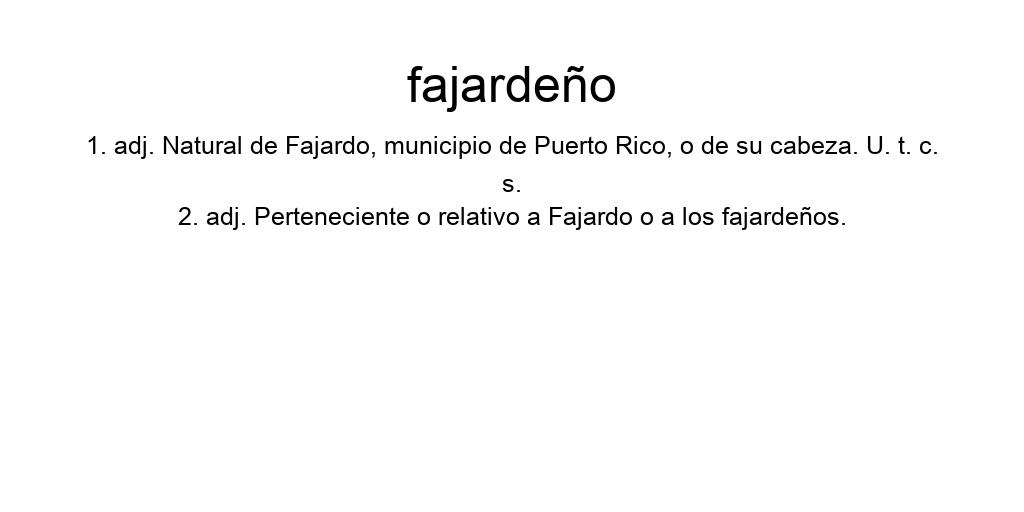 fajardeño
1. adj. Natural de Fajardo, municipio de Puerto Rico, o de su cabeza. U. t. c.
s.
2. adj. Perteneciente o relativo a Fajardo o a los fajardeños.